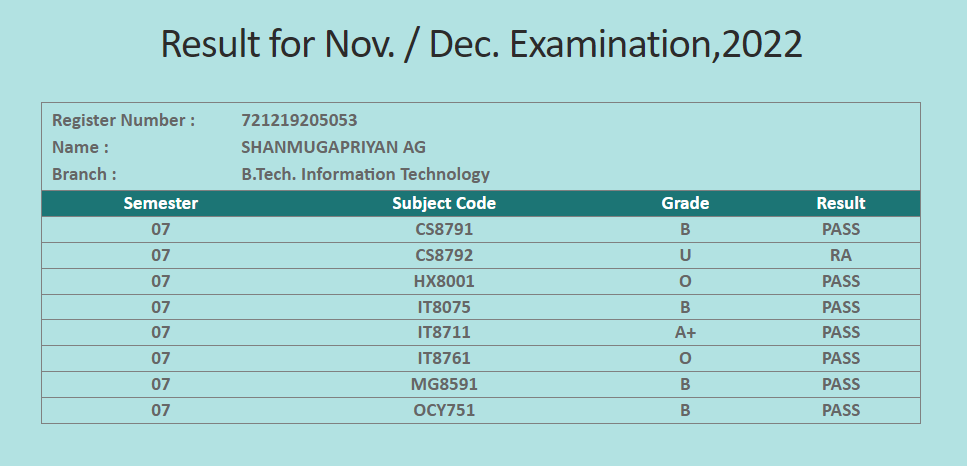 Result for Nov. / Dec. Examination,2022
Register Number : 721219205053
Name : SHANMUGAPRIYAN AG
Branch : B.Tech. Information Technology
Semester Subject Code Grade Result
07 CS8791 B PASS
07 CS8792 U RA
07 HX8001 O PASS
07 IT8075 B PASS
07 IT8711 A+ PASS
07 IT8761 O PASS
07 MG8591 B PASS
07 OCY751 B PASS